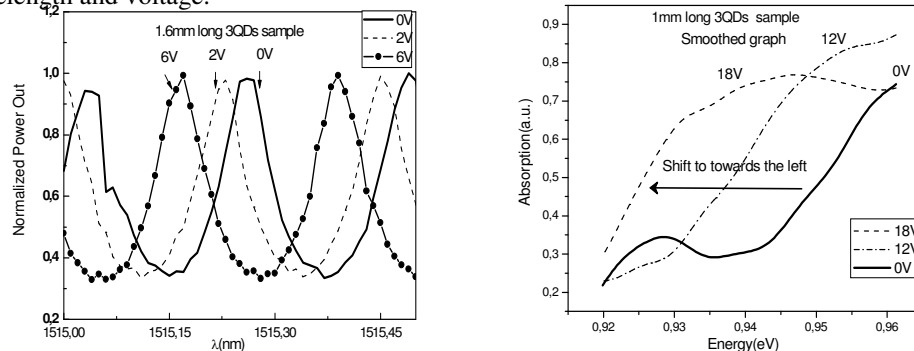 elength and voltage.
1,2
1,0
0,8
0,6
0,4
0,2
Normalized Power Out
1.6mm long 3QDs sample
6V
2V
0V
0V
2V
6V
1515,00
1515,15
1515,30
1515,45
λ(nm)
1mm long 3QDs sample
Smoothed graph
0,9
0,8
0,7
0,6
0,5
0,4
0,3
0,2
Absorption(a.u.)
18V
12V
0V
Shift to towards the left
18V
12V
0V
0,92
0,93
0,94
0,95
0,96
Energy(eV)